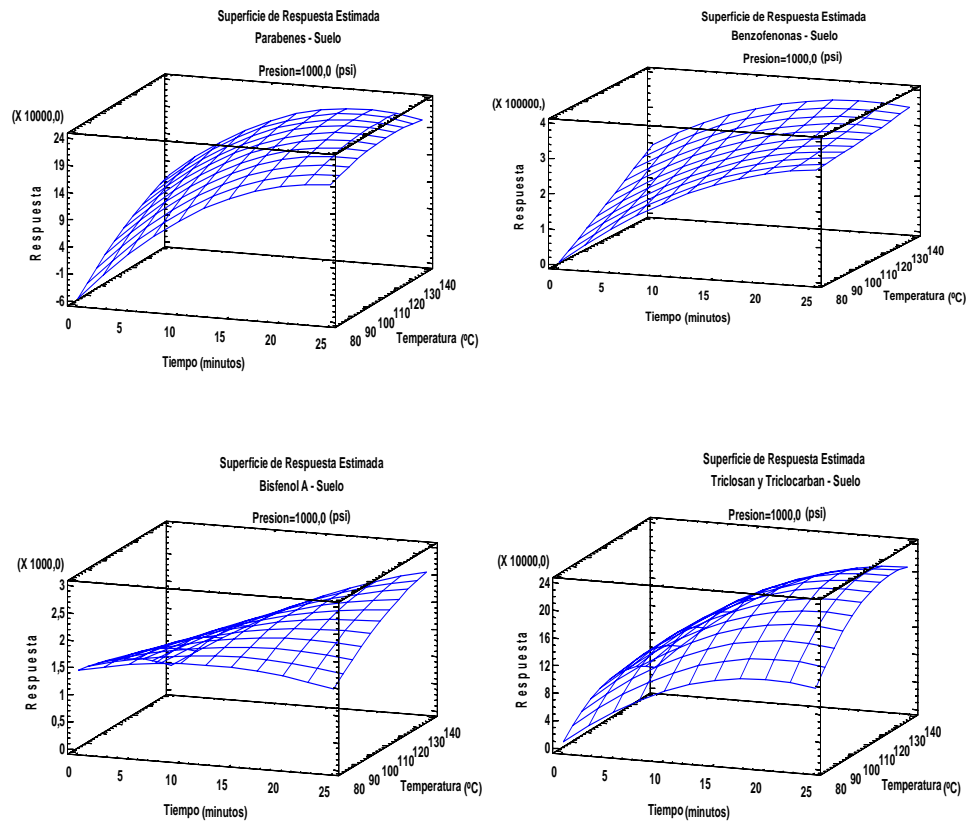 Superficie de Respuesta Estimada
Parabenes - Suelo
Presion=1000,0 (psi)
(X 10000,0)
24
19
14
9
4
-1
-6
Respuesta
0
5
10
15
20
25
Tiempo (minutos)
80
90
100
110
120
130
140
Temperatura (ºC)
Superficie de Respuesta Estimada
Benzofenonas - Suelo
Presion=1000,0 (psi)
(X 100000,)
4
3
2
1
0
Respuesta
0
5
10
15
20
25
Tiempo (minutos)
80
90
100
110
120
130
140
Temperatura (ºC)
Superficie de Respuesta Estimada
Bisfenol A - Suelo
Presion=1000,0 (psi)
(X 1000,0)
3
2,5
2
1,5
1
0,5
0
Respuesta
0
5
10
15
20
25
Tiempo (minutos)
80
90
100
110
120
130
140
Temperatura (ºC)
Superficie de Respuesta Estimada
Triclosan y Triclocarban - Suelo
Presion=1000,0 (psi)
(X 10000,0)
24
20
16
12
8
4
0
Respuesta
0
5
10
15
20
25
Tiempo (minutos)
80
90
100
110
120
130
140
Temperatura (ºC)